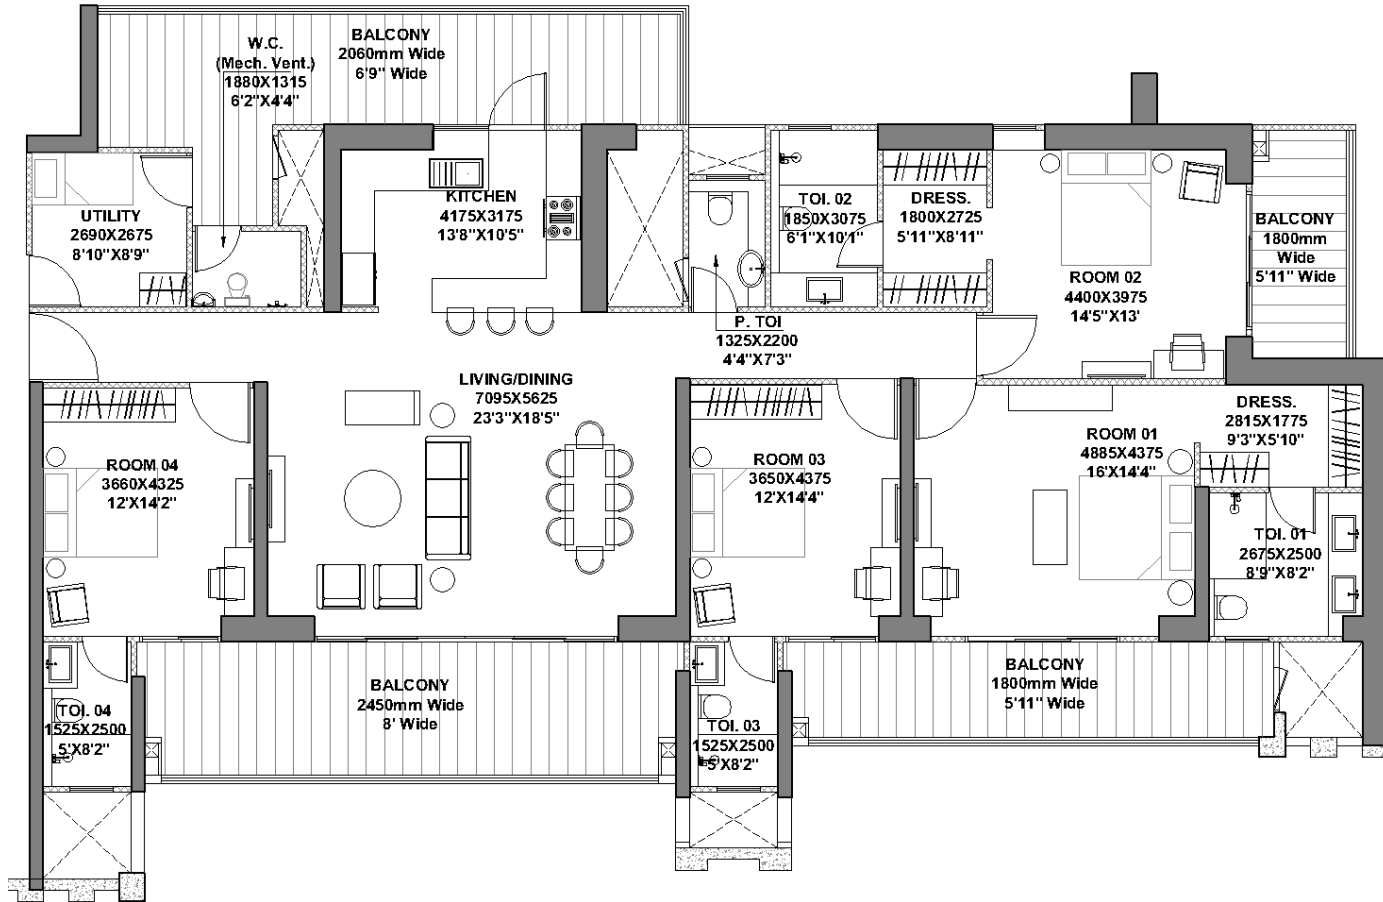 W.C.
(Mech. Vent.)
1880X1315
6'2"X4'4"
BALCONY
2060mm Wide
6'9" Wide
UTILITY
2690X2675
8'10"X8'9"
KITCHEN
4175X3175
13'8"X10'5"
TOI. 02
1850X3075
6'1"X10'1"
DRESS.
1800X2725
5'11"X8'11"
ROOM 02
4400X3975
14'5"X13'
BALCONY
1800mm
Wide
5'11" Wide
P. TOI
1325X2200
4'4"X7'3"
LIVING/DINING
7095X5625
23'3"X18'5"
ROOM 04
3660X4325
12'X14'2"
ROOM 03
3650X4375
12'X14'4"
ROOM 01
4885X4375
16'X14'4"
DRESS.
2815X1775
9'3"X5'10"
TOI. 01
2675X2500
8'9"X8'2"
TOI. 04
1525X2500
5'X8'2"
BALCONY
2450mm Wide
8' Wide
TOI. 03
1525X2500
5'X8'2"
BALCONY
1800mm Wide
5'11" Wide